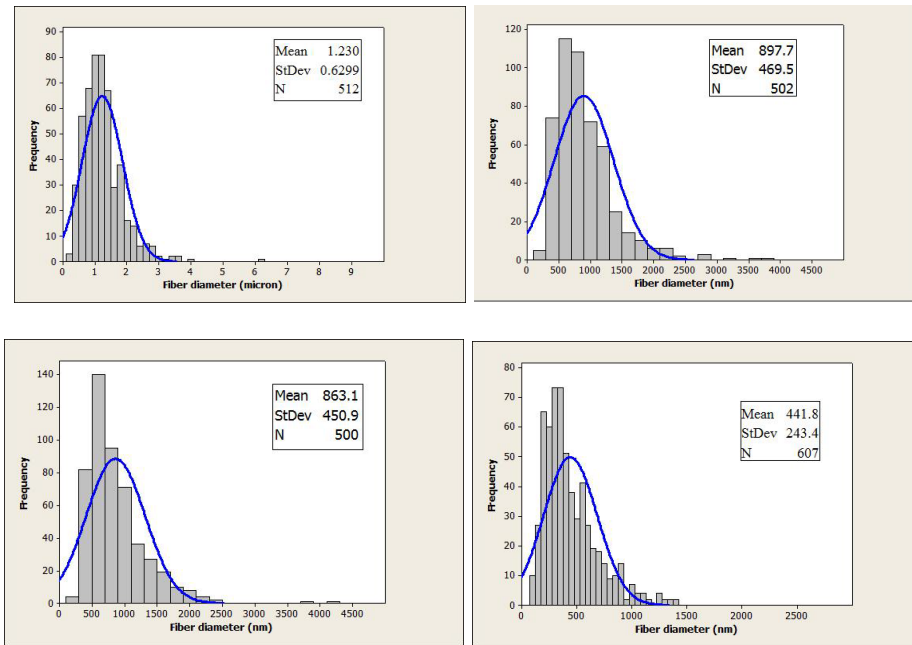 90
80
70
60
50
40
30
20
10
0
Frequency
Mean 1.230
StDev 0.6299
N 512
0 1 2 3 4 5 6 7 8 9
Fiber diameter (micron)
120
100
80
60
40
20
0
Frequency
Mean 897.7
StDev 469.5
N 502
0 500 1000 1500 2000 2500 3000 3500 4000 4500
Fiber diameter (nm)
140
120
100
80
60
40
20
0
Frequency
Mean 863.1
StDev 450.9
N 500
0 500 1000 1500 2000 2500 3000 3500 4000 4500
Fiber diameter (nm)
80
70
60
50
40
30
20
10
0
Frequency
Mean 441.8
StDev 243.4
N 607
0 500 1000 1500 2000 2500
Fiber diameter (nm)